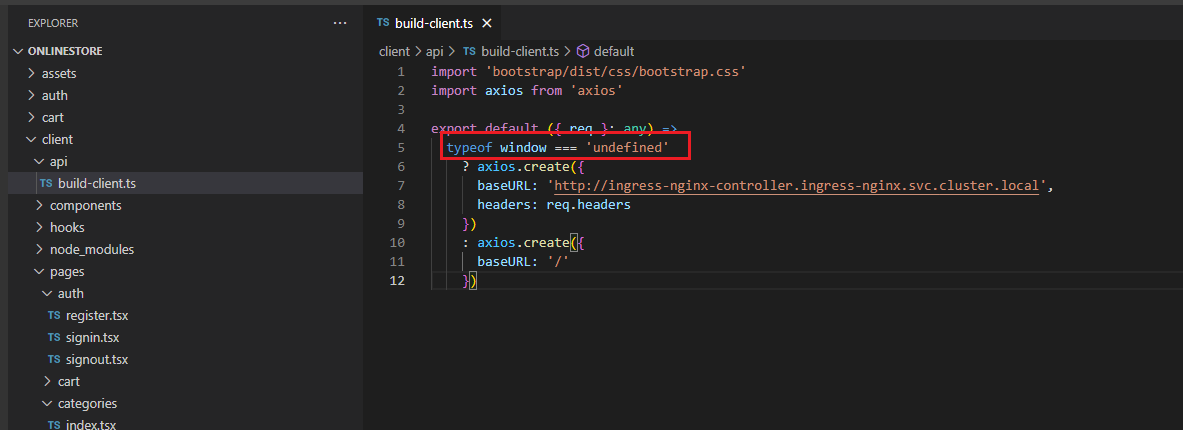 EXPLORER
ONLINESTORE
assets
auth
cart
client
api
TS build-client.ts
components
hooks
node_modules
pages
auth
TS register.tsx
TS signin.tsx
TS signout.tsx
cart
categories
TS index.tsx
TS build-client.ts
client > api > TS build-client.ts > default
1 import 'bootstrap/dist/css/bootstrap.css'
2 import axios from 'axios'
3
4 export default ({ req }: any) =>
5 typeof window === 'undefined'
6 ? axios.create({
7 baseURL: 'http://ingress-nginx-controller.ingress-nginx.svc.cluster.local',
8 headers: req.headers
9 })
10 : axios.create({
11 baseURL: '/'
12 })